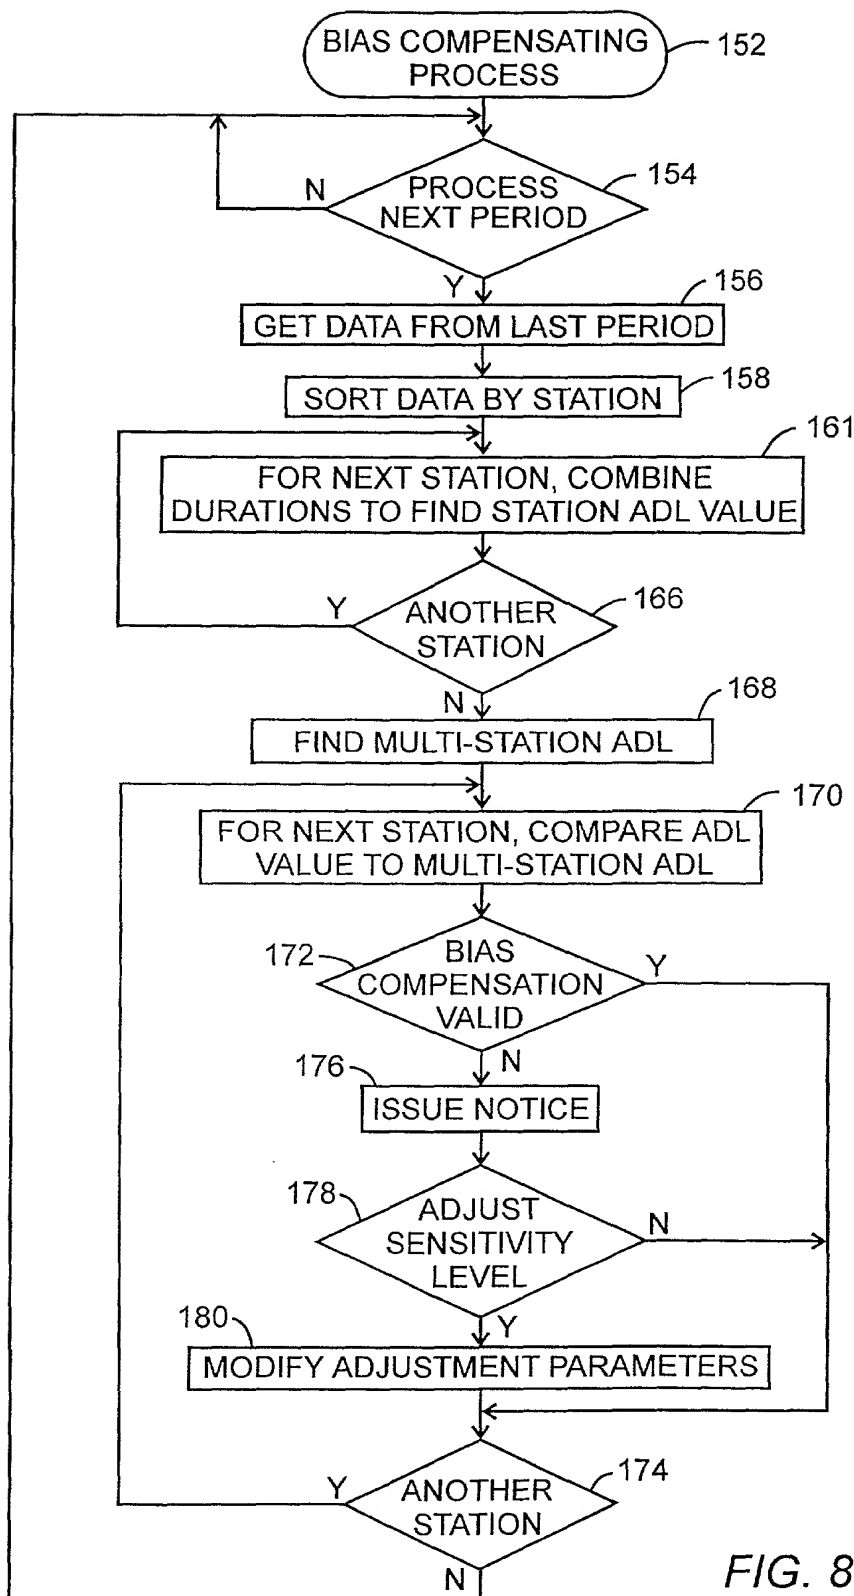 BIAS COMPENSATING
PROCESS
152
PROCESS
NEXT PERIOD
154
N
Y
156
GET DATA FROM LAST PERIOD
158
SORT DATA BY STATION
161
FOR NEXT STATION, COMBINE
DURATIONS TO FIND STATION ADL VALUE
Y
ANOTHER
STATION
166
N
168
FIND MULTI-STATION ADL
170
FOR NEXT STATION, COMPARE ADL
VALUE TO MULTI-STATION ADL
172
BIAS
COMPENSATION
VALID
Y
N
176
ISSUE NOTICE
178
ADJUST
SENSITIVITY
LEVEL
N
Y
180
MODIFY ADJUSTMENT PARAMETERS
Y
ANOTHER
STATION
174
N
FIG. 8